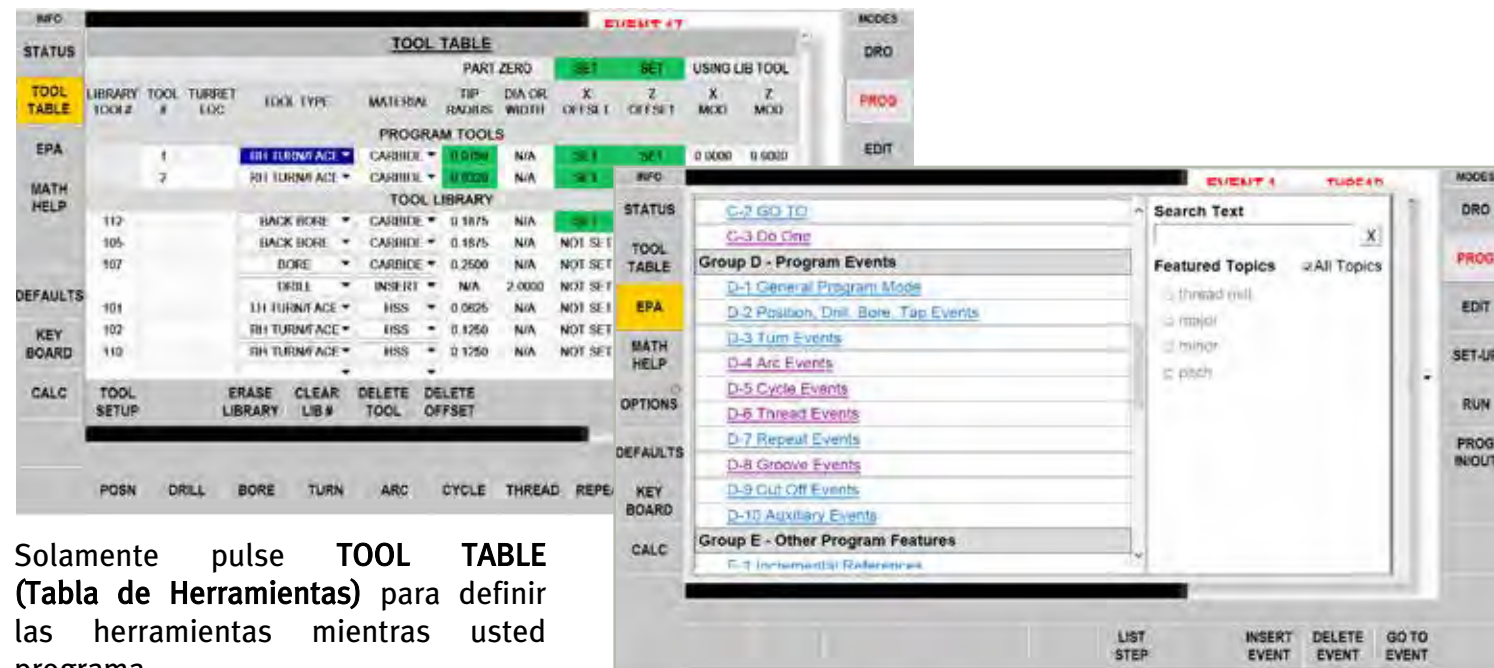 INFO
EVENT 17
MODES
STATUS
TOOL TABLE
DRO
PART ZERO SET SET USING LIB TOOL
TOOL TABLE
LIBRARY TOOL # TOOL # TURRET LOC TOOL TYPE MATERIAL TIP RADIUS DIA OR WIDTH X OFFSET Z OFFSET X MOD Z MOD
PROG
PROGRAM TOOLS
EPA
1 RH TURN/FACE CARBIDE N/A SET SET 0.0000 0.0000
EDIT
2 RH TURN/FACE CARBIDE N/A SET
MATH HELP
TOOL LIBRARY
112 BACK BORE CARBIDE 0.1875 N/A SET
105 BACK BORE CARBIDE 0.1875 N/A NOT SET
107 BORE CARBIDE 0.2500 N/A NOT SET
DRILL INSERT N/A 2.0000 NOT SET
DEFAULTS
101 LH TURN/FACE HSS 0.0625 N/A NOT SET
102 RH TURN/FACE HSS 0.1250 N/A NOT SET
KEY BOARD
110 RH TURN/FACE HSS 0.1250 N/A NOT SET
CALC
TOOL SETUP ERASE LIBRARY CLEAR LIB # DELETE TOOL DELETE OFFSET
POSN DRILL BORE TURN ARC CYCLE THREAD
INFO
EVENT 1 THREAD
MODES
STATUS
C-2 GO TO
Search Text
DRO
C-3 Do One
X
TOOL TABLE
Group D - Program Events
Featured Topics All Topics
PROG
D-1 General Program Mode
thread mill
EPA
D-2 Position, Drill, Bore, Tap Events
major
EDIT
D-3 Turn Events
minor
MATH HELP
D-4 Arc Events
pitch
SET-UP
D-5 Cycle Events
OPTIONS
D-6 Thread Events
RUN
D-7 Repeat Events
DEFAULTS
D-8 Groove Events
PROG IN/OUT
D-9 Cut Off Events
KEY BOARD
D-10 Auxiliary Events
Group E - Other Program Features
CALC
E-1 Incremental References
LIST STEP INSERT EVENT DELETE EVENT GO TO EVENT
Solamente pulse TOOL TABLE
(Tabla de Herramientas) para definir
las herramientas mientras usted
programa